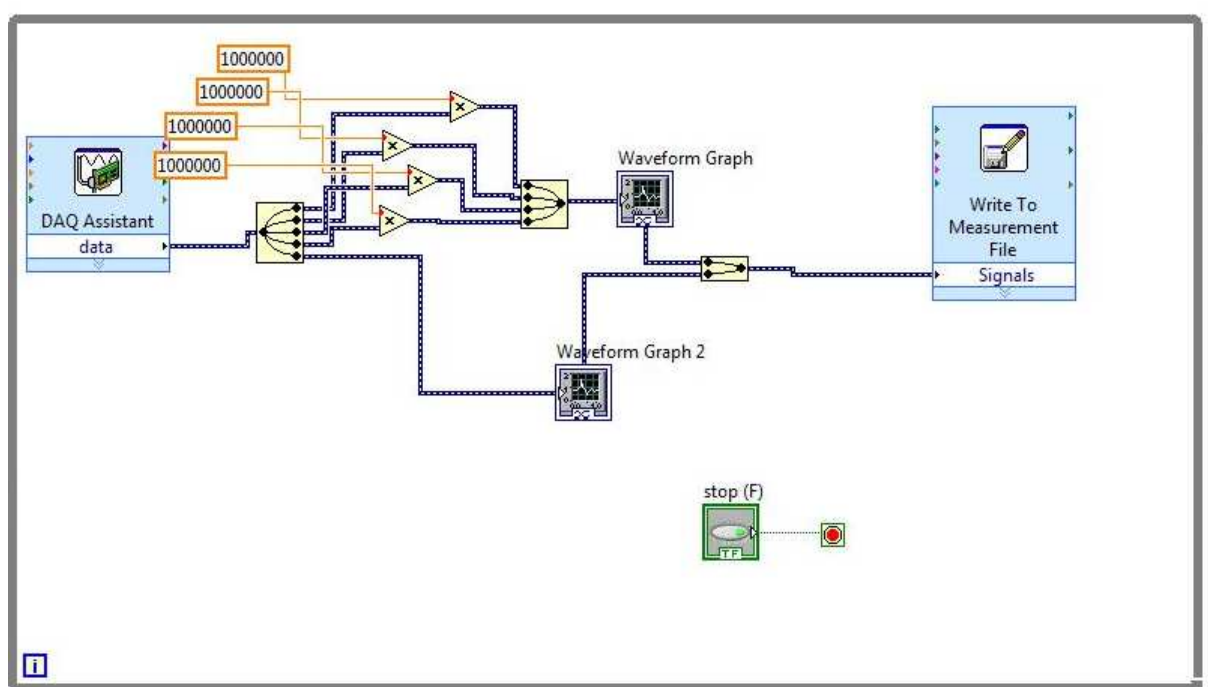 1000000
1000000
1000000
1000000
DAQ Assistant
data
Waveform Graph
Write To
Measurement
File
Signals
Waveform Graph 2
stop (F)
TF
i